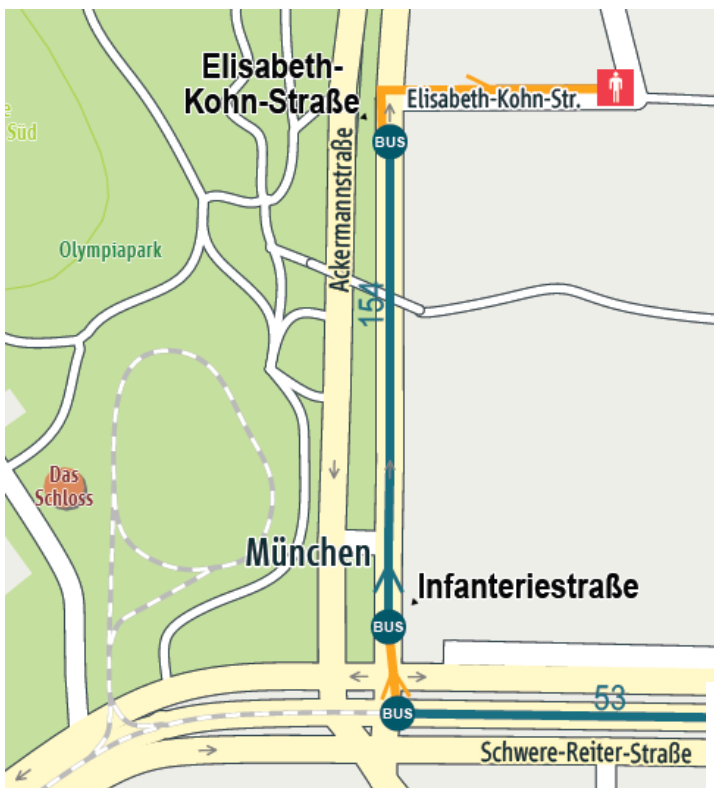 Elisabeth-
Kohn-Straße
Elisabeth-Kohn-Str.
e
Süd
BUS
Ackermannstraße
Olympiapark
154
Das
Schloss
München
Infanteriestraße
BUS
53
BUS
Schwere-Reiter-Straße